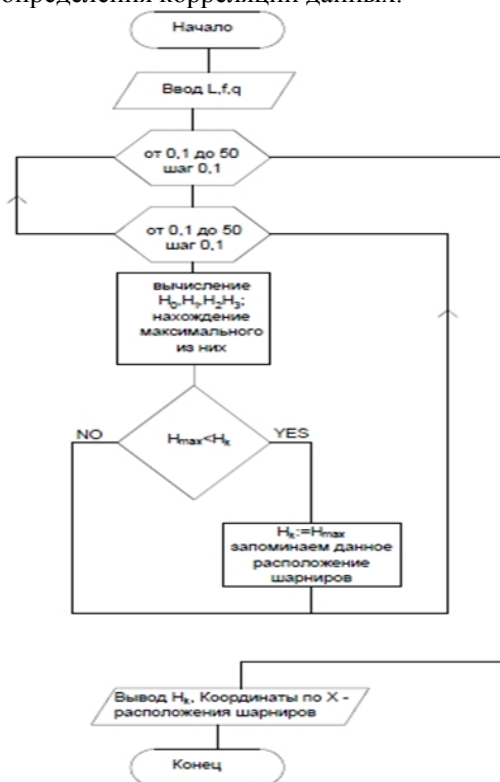 определения корреляции данных.
Начало
Ввод L,f,q
от 0,1 до 50
шаг 0,1
от 0,1 до 50
шаг 0,1
вычисление
H₀,H₁,H₂H₃;
нахождение
максимального
из них
NO
Hmax<Hₖ
YES
Hₖ:=Hmax
запоминаем данное
расположение
шарниров
Вывод Hₖ, Координаты по X -
расположения шарниров
Конец